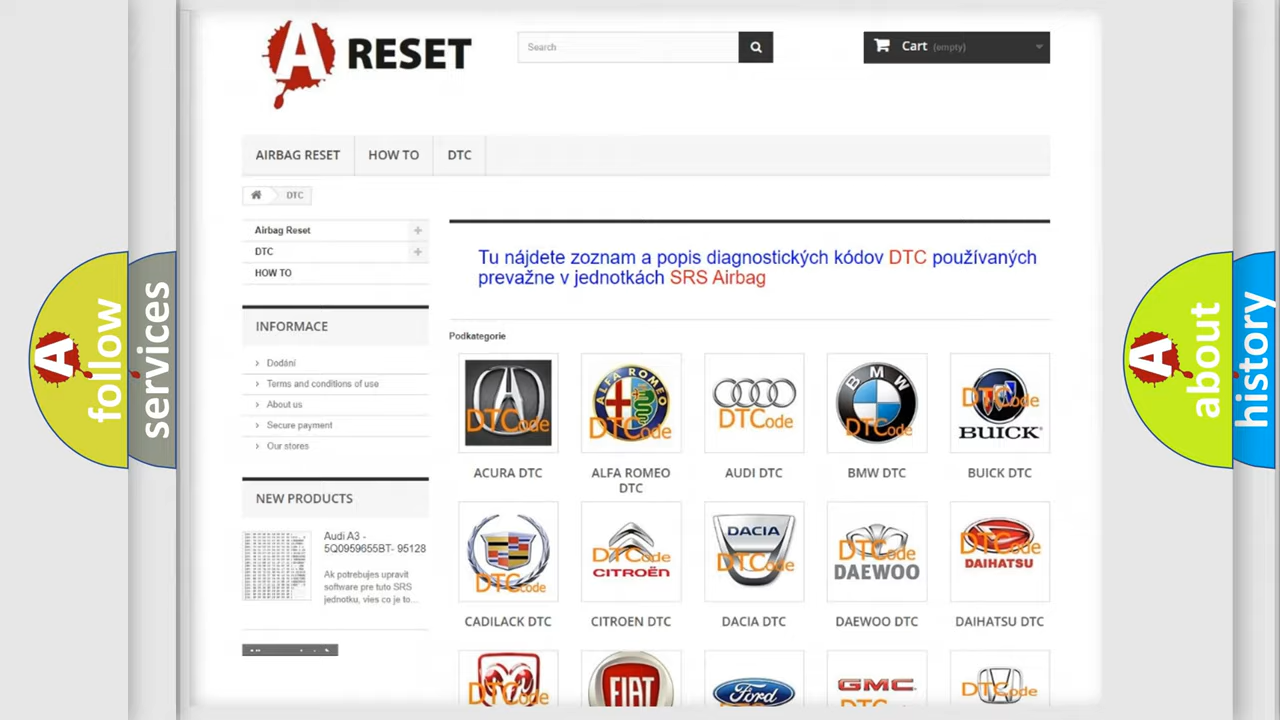 A RESET
Search
Cart (empty)
AIRBAG RESET
HOW TO
DTC
DTC
Airbag Reset
DTC
HOW TO
INFORMACE
Dodání
Terms and conditions of use
About us
Secure payment
Our stores
NEW PRODUCTS
Audi A3 -
5Q0959655BT- 95128
Ak potrebujes upravit
software pre tuto SRS
jednotku, vies co je to...
Tu nájdete zoznam a popis diagnostických kódov DTC používaných
prevažne v jednotkách SRS Airbag
Podkategorie
DTCode
ALFA ROMEO
DTCode
DTCode
BMW
DTCode
DTCode
BUICK
ACURA DTC
ALFA ROMEO
DTC
AUDI DTC
BMW DTC
BUICK DTC
DTCode
DTCode
CITROËN
DACIA
DTCode
DTCode
DAEWOO
DTCode
DAIHATSU
CADILACK DTC
CITROEN DTC
DACIA DTC
DAEWOO DTC
DAIHATSU DTC
DTCode
FIAT
Ford
GMC
DTCode
A follow
services
A about
history